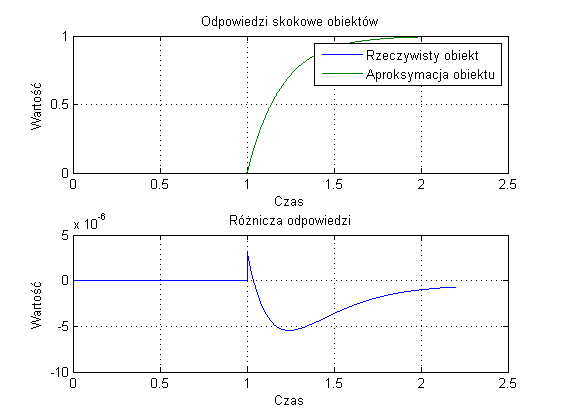 Odpowiedzi skokowe obiektów
1
0.5
0
Wartość
Rzeczywisty obiekt
Aproksymacja obiektu
0 0.5 1 1.5 2 2.5
Czas
x 10^-6
Różnicza odpowiedzi
5
0
-5
-10
Wartość
0 0.5 1 1.5 2 2.5
Czas